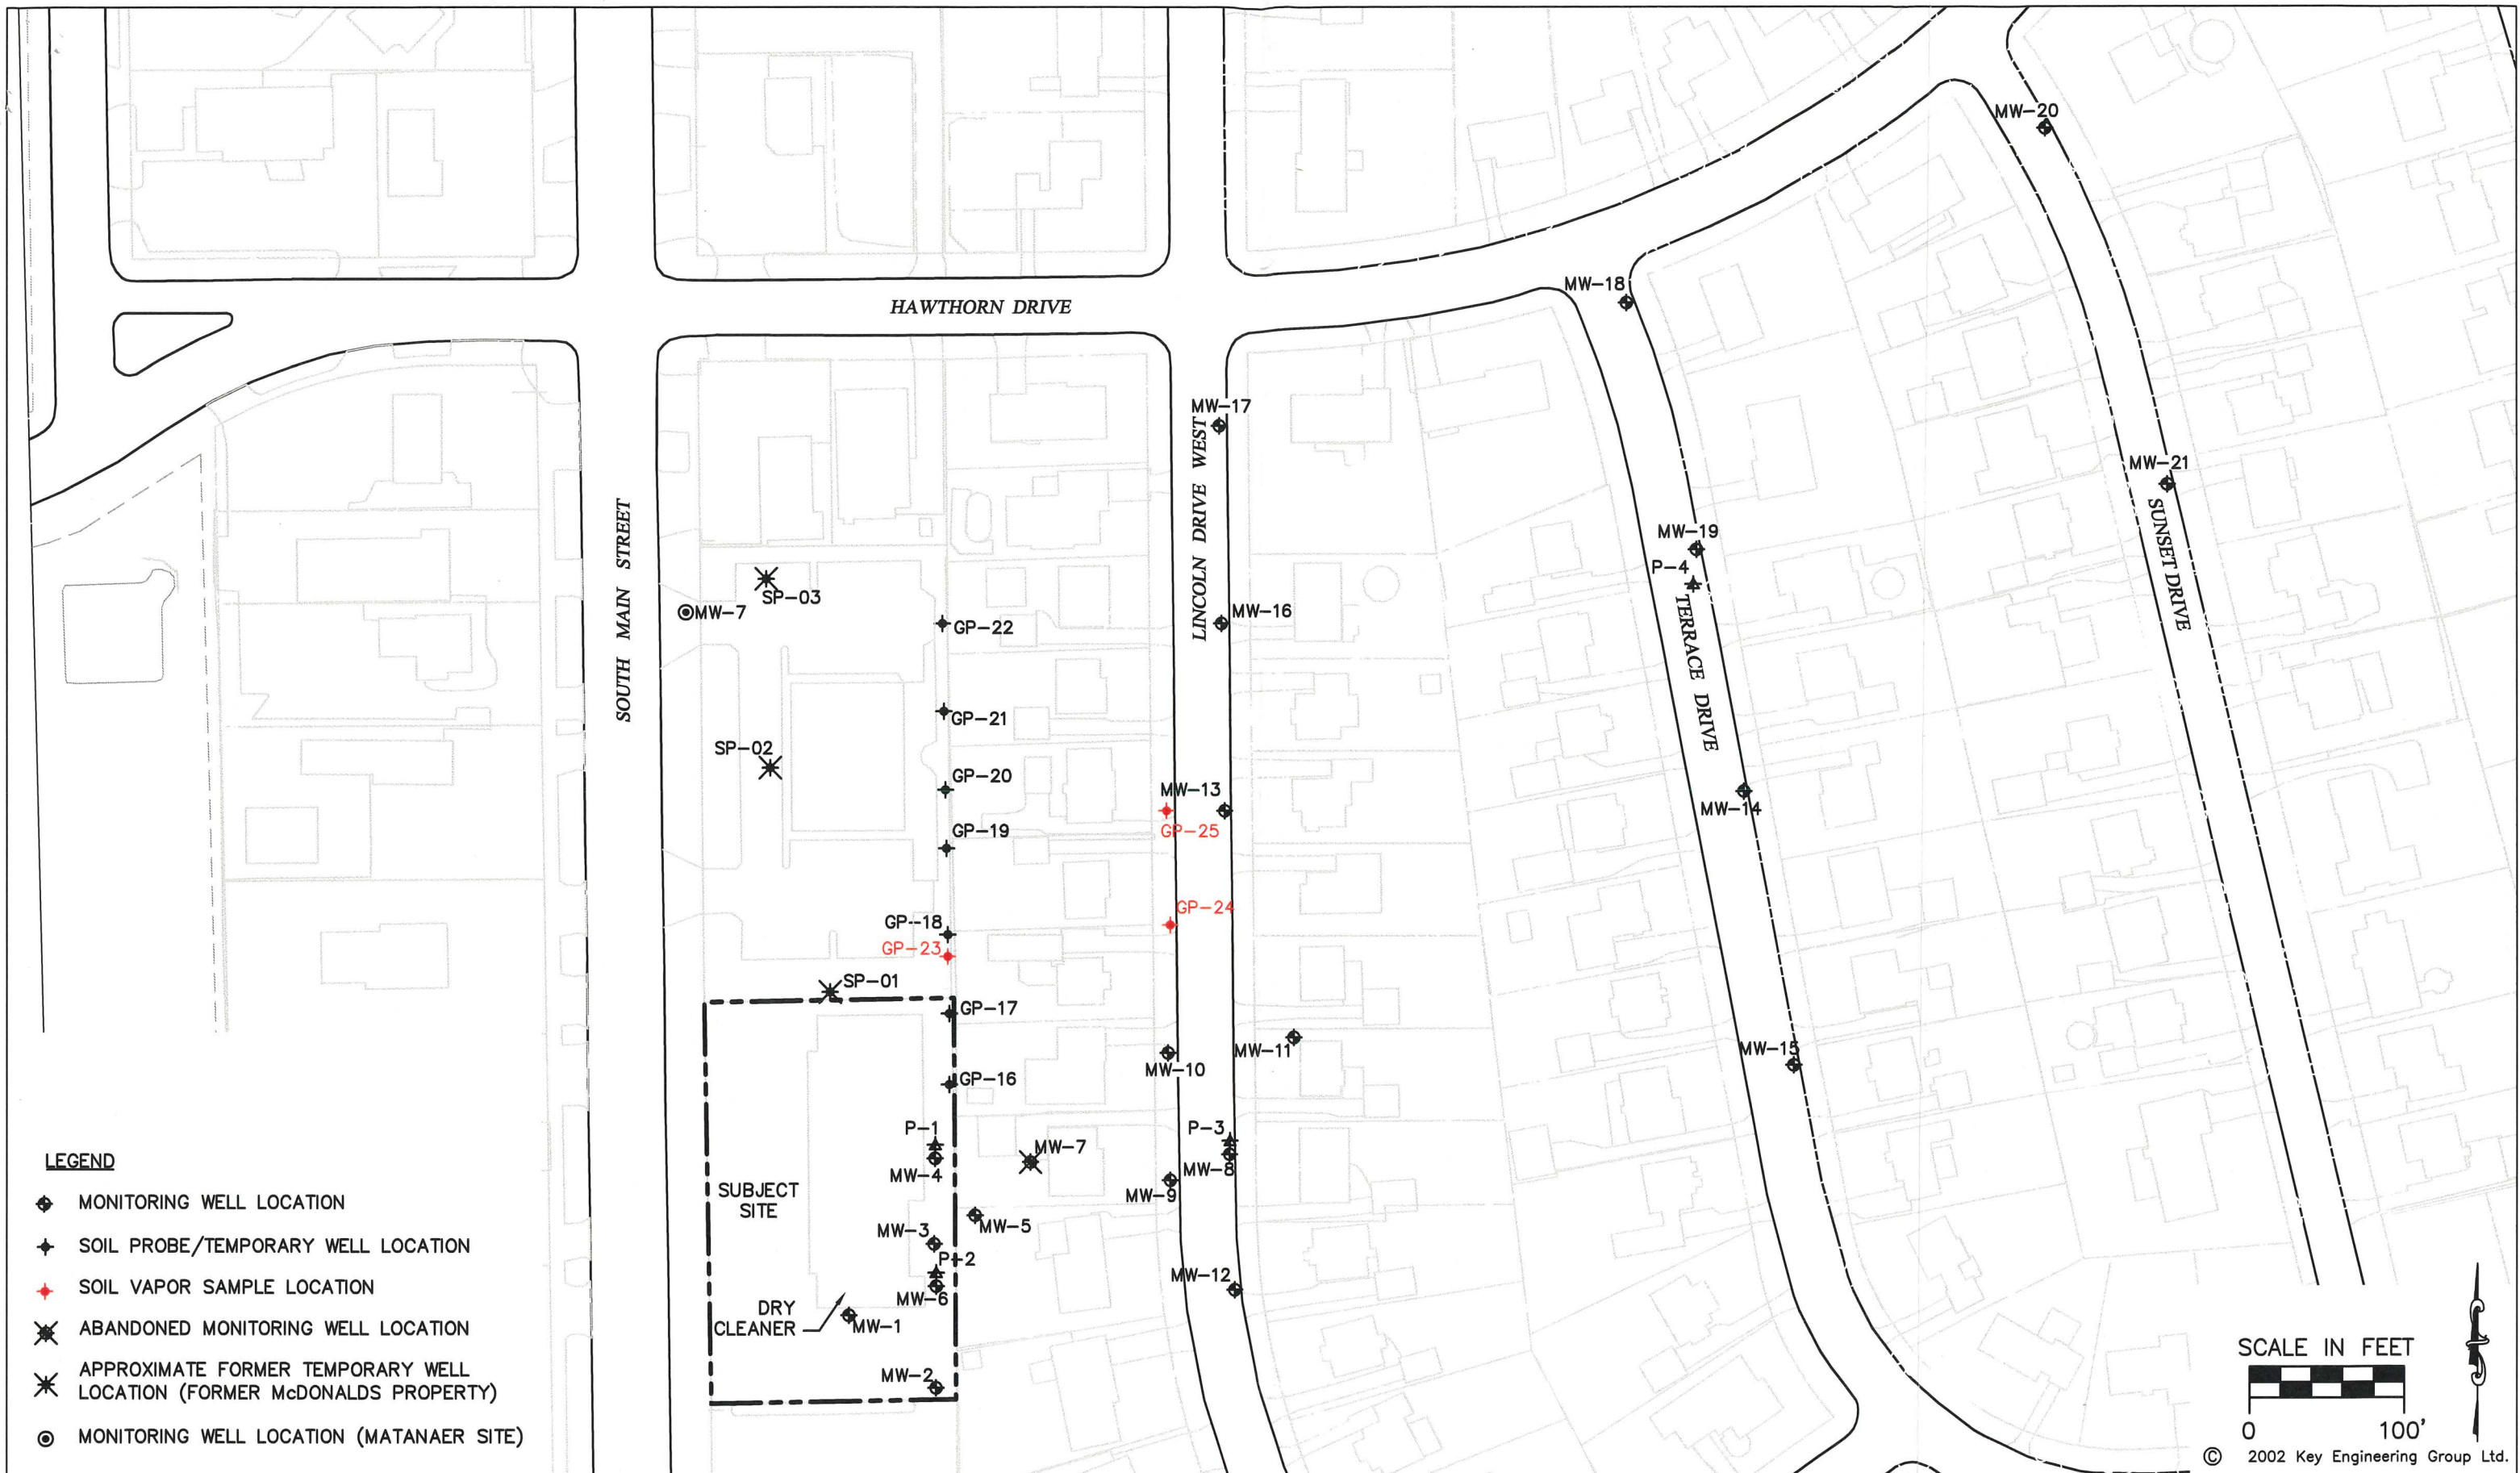 MW-20
MW-18
HAWTHORN DRIVE
MW-17
LINCOLN DRIVE WEST
MW-21
SUNSET DRIVE
SOUTH MAIN STREET
MW-19
P-4
TERRACE DRIVE
SP-03
MW-7
MW-16
GP-22
GP-21
SP-02
GP-20
MW-13
GP-25
MW-14
GP-19
GP-24
GP-18
GP-23
SP-01
GP-17
MW-11
MW-15
MW-10
GP-16
P-1
MW-4
MW-7
P-3
MW-8
MW-9
SUBJECT
SITE
MW-5
MW-3
P-2
MW-6
MW-12
DRY
CLEANER
MW-1
MW-2
LEGEND
MONITORING WELL LOCATION
SOIL PROBE/TEMPORARY WELL LOCATION
SOIL VAPOR SAMPLE LOCATION
ABANDONED MONITORING WELL LOCATION
APPROXIMATE FORMER TEMPORARY WELL
LOCATION (FORMER McDONALDS PROPERTY)
MONITORING WELL LOCATION (MATANAER SITE)
SCALE IN FEET
0 100'
© 2002 Key Engineering Group Ltd.